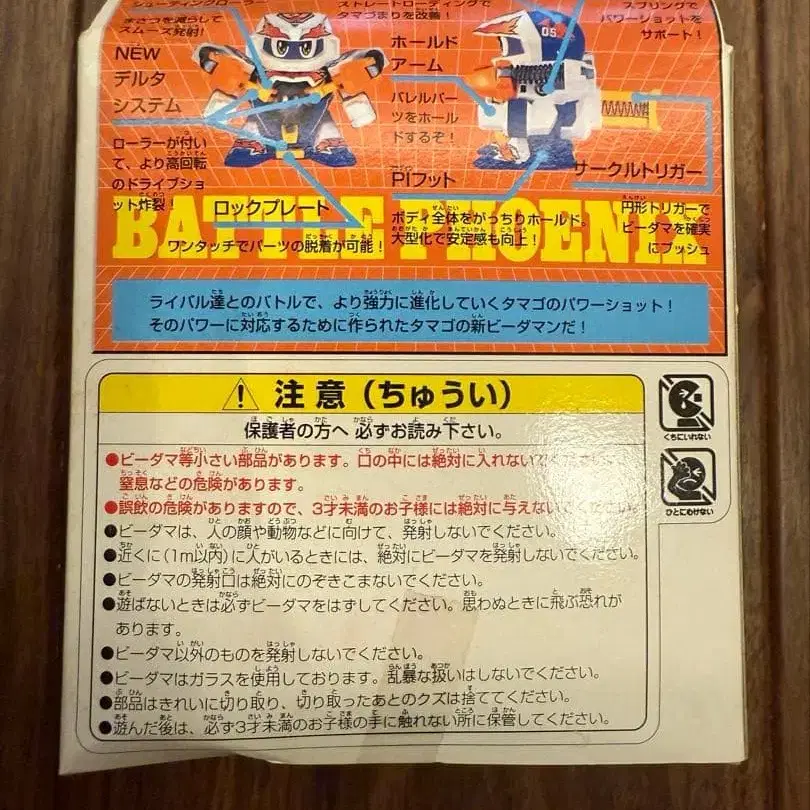 シューティングローラー
まさつを減らして
スムーズ発射!
NEW
デルタ
システム
ローラーが付い
て、より高回転
のドライブショ
ット炸裂!
ストレートローディングで
タマゴまりを改善!
ホールド
アーム
バレルパー
ツをホール
ドするぞ!
スプリングで
パワーショットを
サポート!
05
サークルトリガー
円形トリガーで
ビーダマを確実
にプッシュ
PIフット
ボディ全体をがっちりホールド。
大型化で安定感も向上!
ロックプレート
ワンタッチでパーツの脱着が可能!
BATTLE PHOENIX
ライバル達とのバトルで、より強力に進化していくタマゴのパワーショット!
そのパワーに対応するために作られたタマゴの新ビーダマンだ!
注意(ちゅうい)
保護者の方へ 必ずお読み下さい。
●ビーダマ等小さい部品があります。口の中には絶対に入れないでください。
窒息などの危険があります。
●誤飲の危険がありますので、3才未満のお子様には絶対に与えないでください。
●ビーダマは、人の顔や動物などに向けて、発射しないでください。
●近くに(1m以内)に人がいるときには、絶対にビーダマを発射しないでください。
●ビーダマの発射口は絶対にのぞきこまないでください。
●遊ばないときは必ずビーダマをはずしてください。思わぬときに飛ぶ恐れが
あります。
●ビーダマ以外のものを発射しないでください。
●ビーダマはガラスを使用しております。乱暴な扱いはしないでください。
●部品はきれいに切り取り、切り取ったあとのクズは捨ててください。
●遊んだ後は、必ず3才未満のお子様の手に触れない所に保管してください。
くちにいれない
ひとにむけない